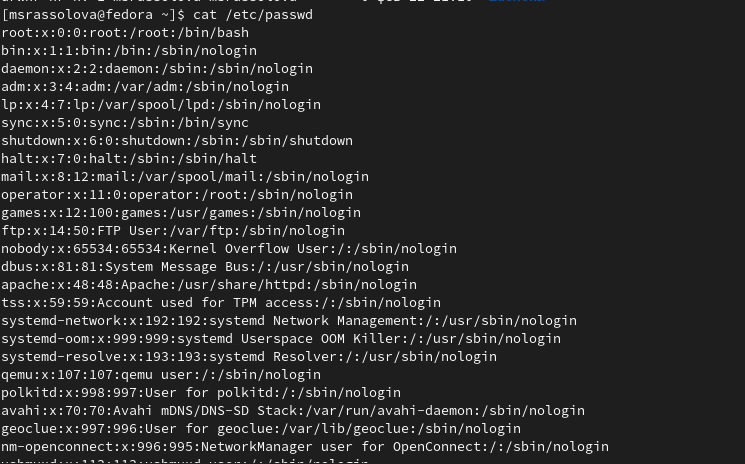 [msrassolova@fedora ~]$ cat /etc/passwd
root:x:0:0:root:/root:/bin/bash
bin:x:1:1:bin:/bin:/sbin/nologin
daemon:x:2:2:daemon:/sbin:/sbin/nologin
adm:x:3:4:adm:/var/adm:/sbin/nologin
lp:x:4:7:lp:/var/spool/lpd:/sbin/nologin
sync:x:5:0:sync:/sbin:/bin/sync
shutdown:x:6:0:shutdown:/sbin:/sbin/shutdown
halt:x:7:0:halt:/sbin:/sbin/halt
mail:x:8:12:mail:/var/spool/mail:/sbin/nologin
operator:x:11:0:operator:/root:/sbin/nologin
games:x:12:100:games:/usr/games:/sbin/nologin
ftp:x:14:50:FTP User:/var/ftp:/sbin/nologin
nobody:x:65534:65534:Kernel Overflow User:/:/sbin/nologin
dbus:x:81:81:System Message Bus:/:/usr/sbin/nologin
apache:x:48:48:Apache:/usr/share/httpd:/sbin/nologin
tss:x:59:59:Account used for TPM access:/:/sbin/nologin
systemd-network:x:192:192:systemd Network Management:/:/usr/sbin/nologin
systemd-oom:x:999:999:systemd Userspace OOM Killer:/:/usr/sbin/nologin
systemd-resolve:x:193:193:systemd Resolver:/:/usr/sbin/nologin
qemu:x:107:107:qemu user:/:/sbin/nologin
polkitd:x:998:997:User for polkitd:/:/sbin/nologin
avahi:x:70:70:Avahi mDNS/DNS-SD Stack:/var/run/avahi-daemon:/sbin/nologin
geoclue:x:997:996:User for geoclue:/var/lib/geoclue:/sbin/nologin
nm-openconnect:x:996:995:NetworkManager user for OpenConnect:/:/sbin/nologin